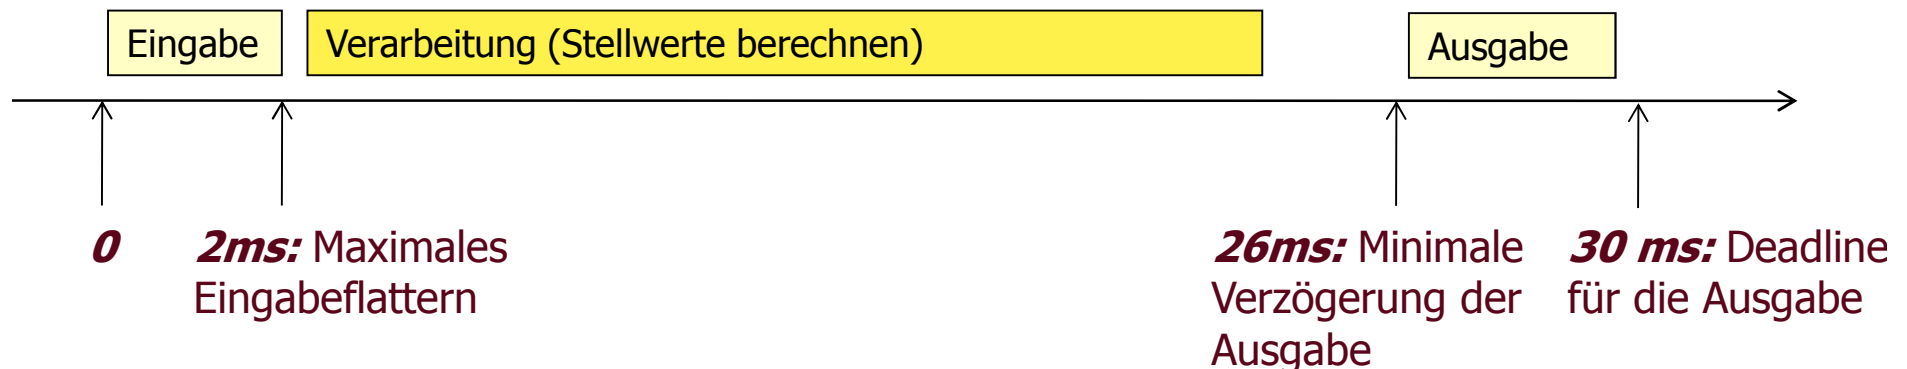 Eingabe
Verarbeitung (Stellwerte berechnen)
Ausgabe
0
2ms: Maximales
Eingabeflattern
26ms: Minimale
Verzögerung der
Ausgabe
30 ms: Deadline
für die Ausgabe